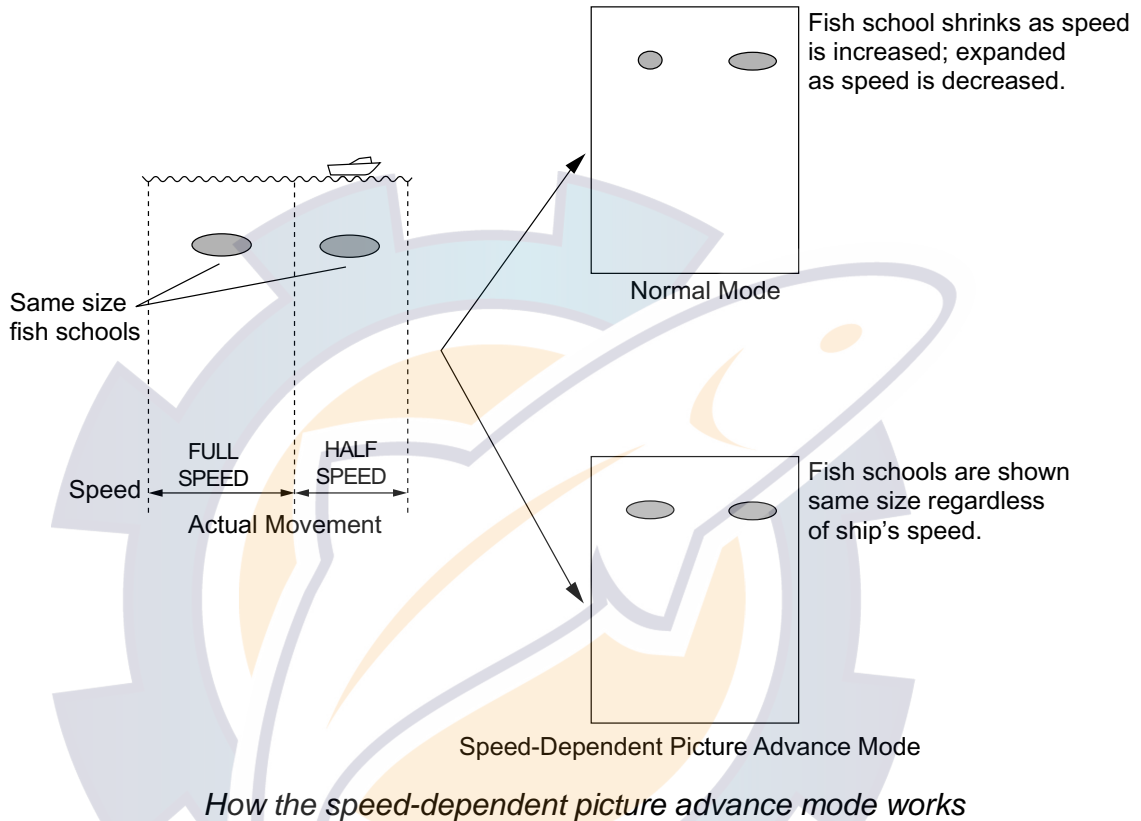 Fish school shrinks as speed
is increased; expanded
as speed is decreased.
Normal Mode
Same size
fish schools
FULL
SPEED
HALF
SPEED
Speed
Actual Movement
Fish schools are shown
same size regardless
of ship’s speed.
Speed-Dependent Picture Advance Mode
How the speed-dependent picture advance mode works